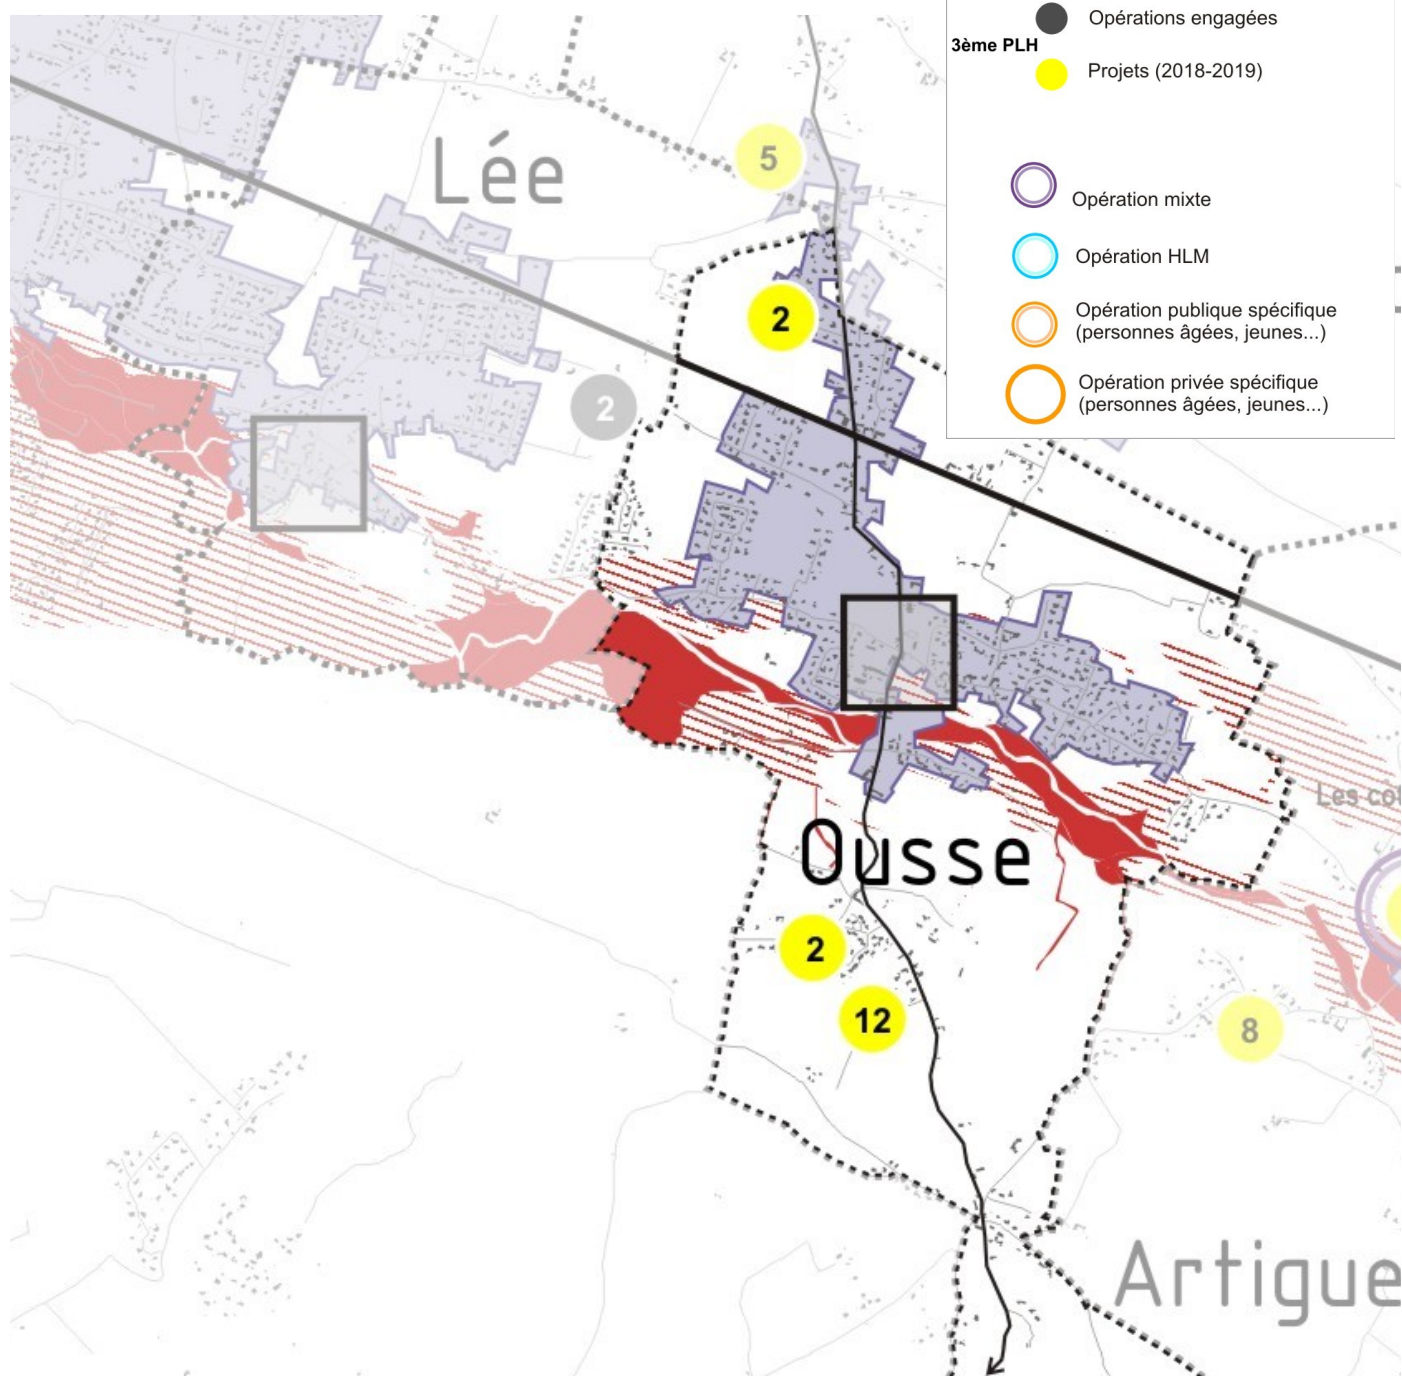 Opérations engagées
3ème PLH
Projets (2018-2019)
Opération mixte
Opération HLM
Opération publique spécifique
(personnes âgées, jeunes...)
Opération privée spécifique
(personnes âgées, jeunes...)
Lée
5
2
2
Les
Ousse
2
12
8
Artigue